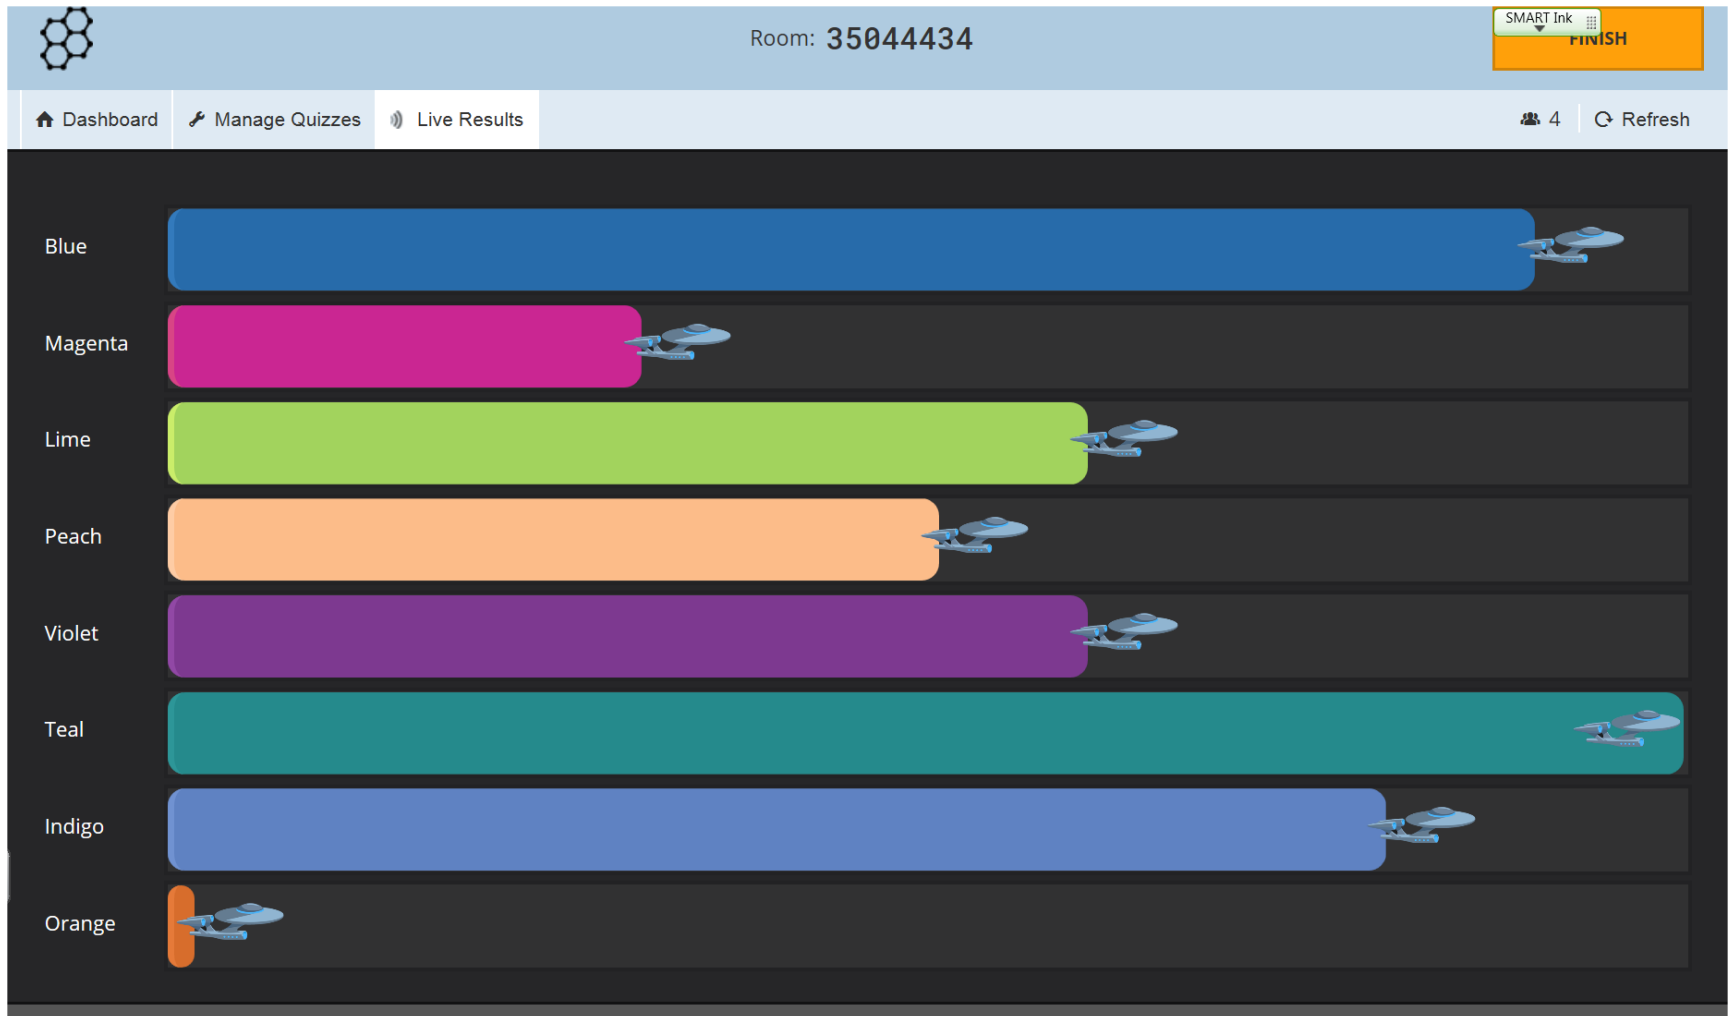 Room: 35044434
SMART Ink
FINISH
Dashboard
Manage Quizzes
Live Results
4
Refresh
Blue
Magenta
Lime
Peach
Violet
Teal
Indigo
Orange